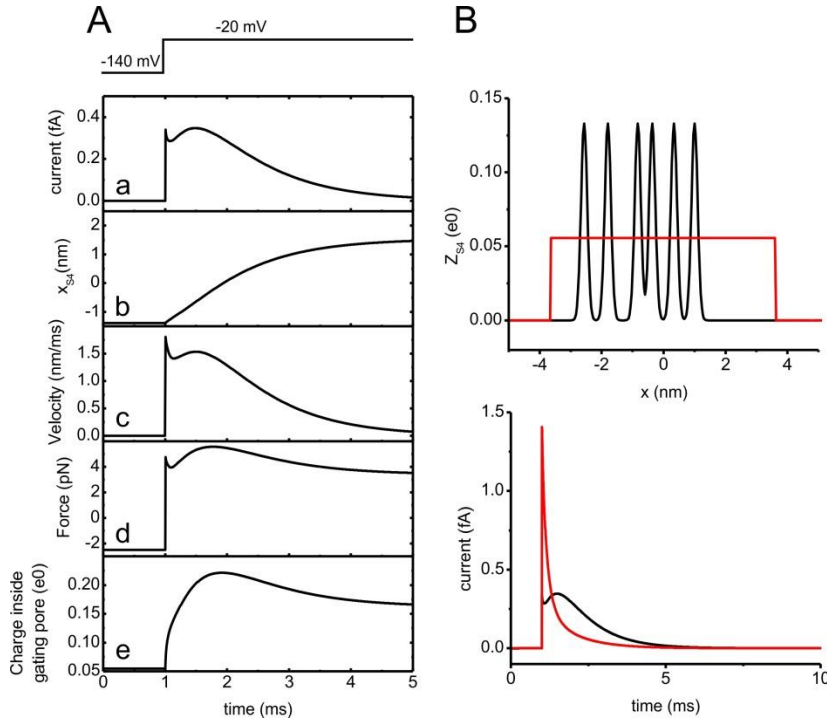 A
-20 mV
-140 mV
current (fA)
0.4
0.2
0.0
a
x_S4(nm)
2
1
0
-1
b
Velocity (nm/ms)
1.5
1.0
0.5
0.0
c
Force (pN)
4
2
0
-2
d
Charge inside
gating pore (e0)
0.20
0.15
0.10
0.05
e
0 1 2 3 4 5
time (ms)
B
Z_S4 (e0)
0.15
0.10
0.05
0.00
-4 -2 0 2 4
x (nm)
current (fA)
1.5
1.0
0.5
0.0
0 5 10
time (ms)